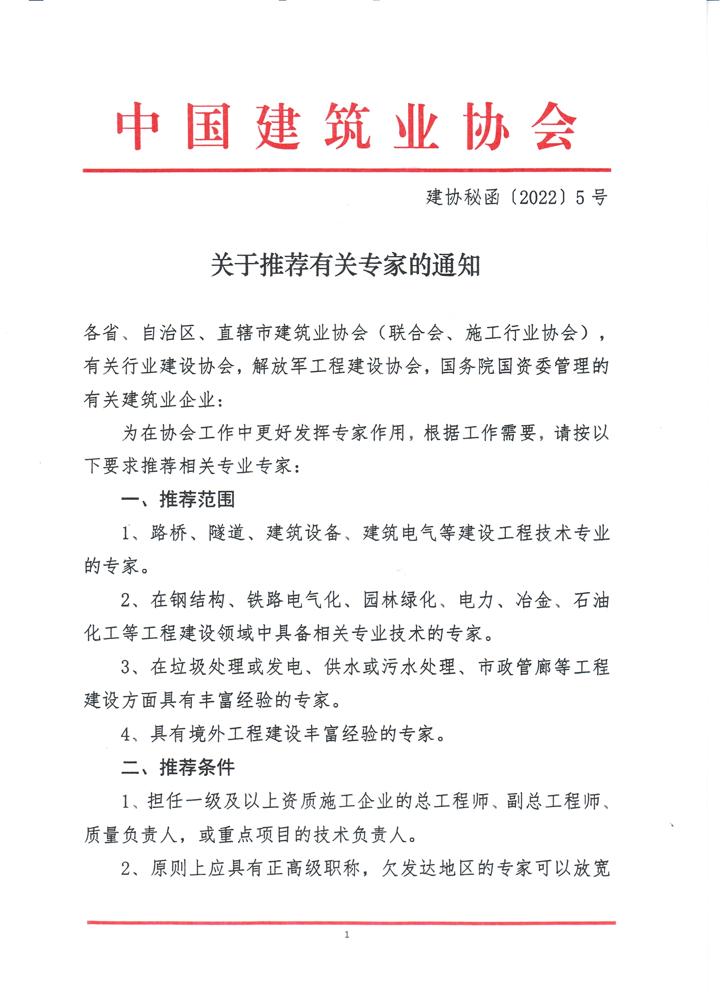 中国建筑业协会
建协秘函〔2022〕5号
关于推荐有关专家的通知
各省、自治区、直辖市建筑业协会（联合会、施工行业协会），
有关行业建设协会，解放军工程建设协会，国务院国资委管理的
有关建筑业企业：
为在协会工作中更好发挥专家作用，根据工作需要，请按以
下要求推荐相关专业专家：
一、推荐范围
1、路桥、隧道、建筑设备、建筑电气等建设工程技术专业
的专家。
2、在钢结构、铁路电气化、园林绿化、电力、冶金、石油
化工等工程建设领域中具备相关专业技术的专家。
3、在垃圾处理或发电、供水或污水处理、市政管廊等工程
建设方面具有丰富经验的专家。
4、具有境外工程建设丰富经验的专家。
二、推荐条件
1、担任一级及以上资质施工企业的总工程师、副总工程师、
质量负责人，或重点项目的技术负责人。
2、原则上应具有正高级职称，欠发达地区的专家可以放宽
1